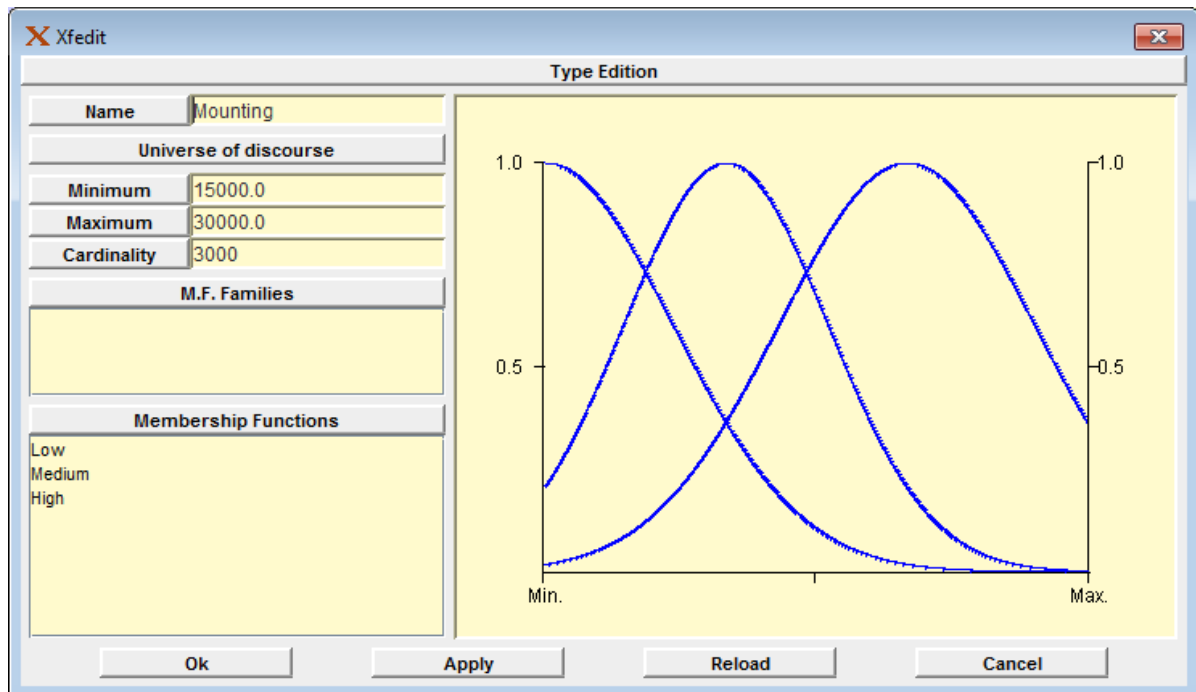 Xfedit
Type Edition
Name Mounting
Universe of discourse
Minimum 15000.0
Maximum 30000.0
Cardinality 3000
M.F. Families
Membership Functions
Low
Medium
High
1.0 1.0
0.5 0.5
Min. Max.
Ok Apply Reload Cancel